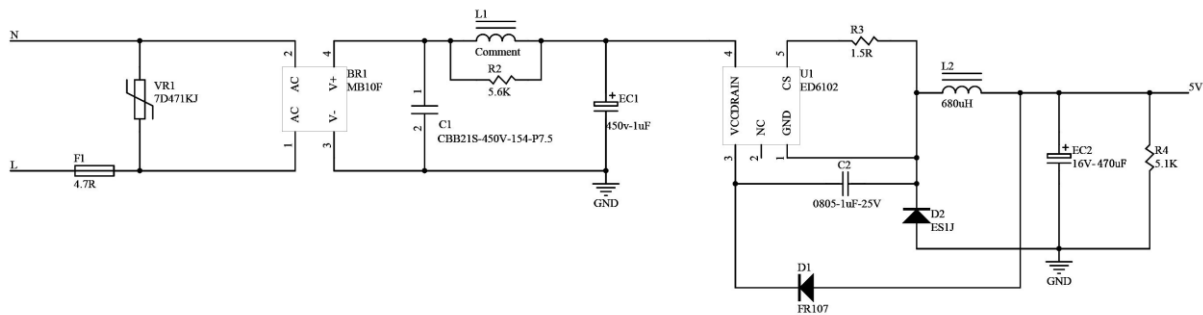 N
L
F1
4.7R
VR1
7D471KJ
2
1
AC
AC
V+
V-
4
3
BR1
MB10F
1
2
C1
CBB21S-450V-154-P7.5
L1
Comment
R2
5.6K
EC1
450v-1uF
GND
4
5
VCCDRAIN
NC
CS
GND
3
2
1
U1
ED6102
R3
1.5R
C2
0805-1uF-25V
D1
FR107
L2
680uH
D2
ES1J
5V
EC2
16V-470uF
R4
5.1K
GND